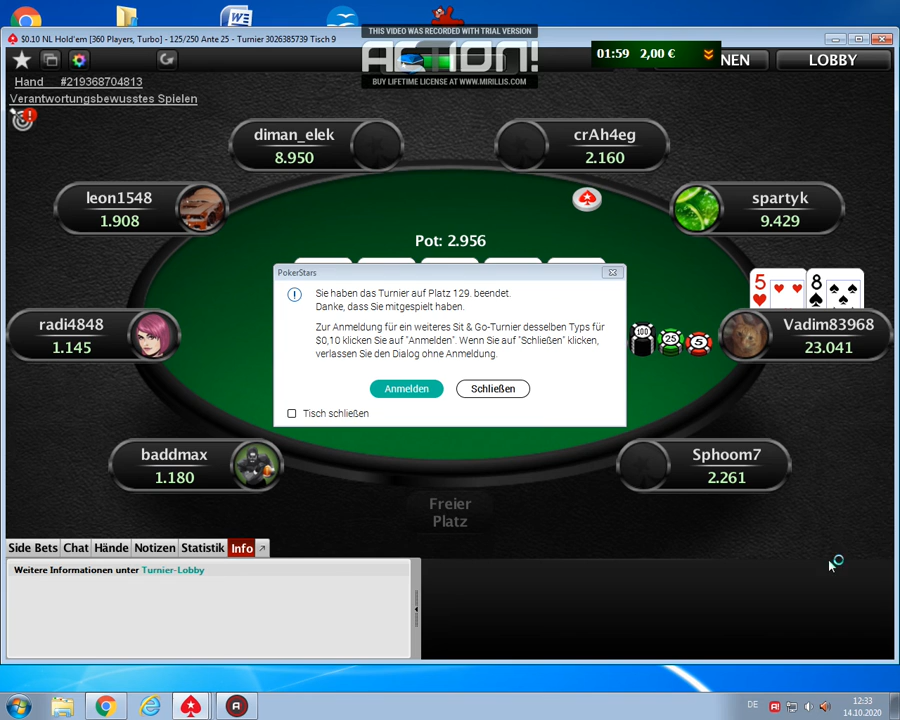 THIS VIDEO WAS RECORDED WITH TRIAL VERSION
ACTION!
BUY LIFETIME LICENSE AT WWW.MIRILLIS.COM
$0.10 NL Hold'em [360 Players, Turbo] - 125/250 Ante 25 - Turnier 3026385739 Tisch 9
01:59 2,00 €
NEN
LOBBY
Hand #219368704813
Verantwortungsbewusstes Spielen
diman_elek
8.950
crAh4eg
2.160
leon1548
1.908
spartyk
9.429
Pot: 2.956
5
8
radi4848
1.145
Vadim83968
23.041
100
25
5
PokerStars
Sie haben das Turnier auf Platz 129. beendet.
Danke, dass Sie mitgespielt haben.
Zur Anmeldung für ein weiteres Sit & Go-Turnier desselben Typs für
$0,10 klicken Sie auf "Anmelden". Wenn Sie auf "Schließen" klicken,
verlassen Sie den Dialog ohne Anmeldung.
Anmelden
Schließen
Tisch schließen
baddmax
1.180
Sphoom7
2.261
Freier
Platz
Side Bets Chat Hände Notizen Statistik Info
Weitere Informationen unter Turnier-Lobby
DE
12:33
14.10.2020